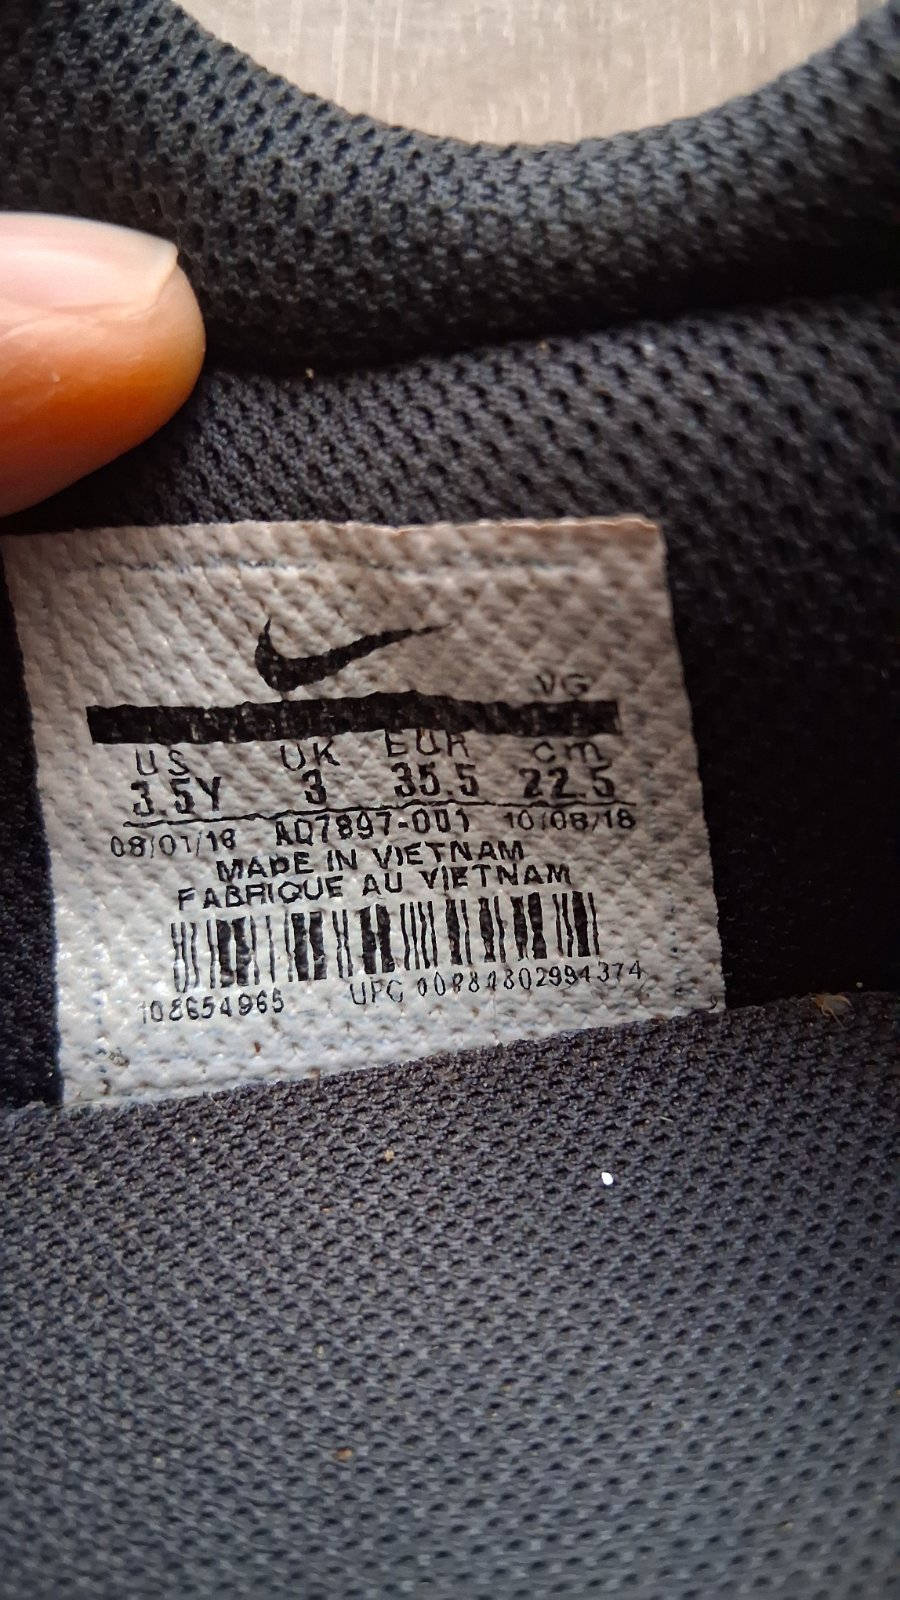 VG
US UK EUR cm
3.5Y 3 35.5 22.5
08/01/18 AQ7897-001 10/08/18
MADE IN VIETNAM
FABRIQUE AU VIETNAM
108654965 UPC 00884802994374